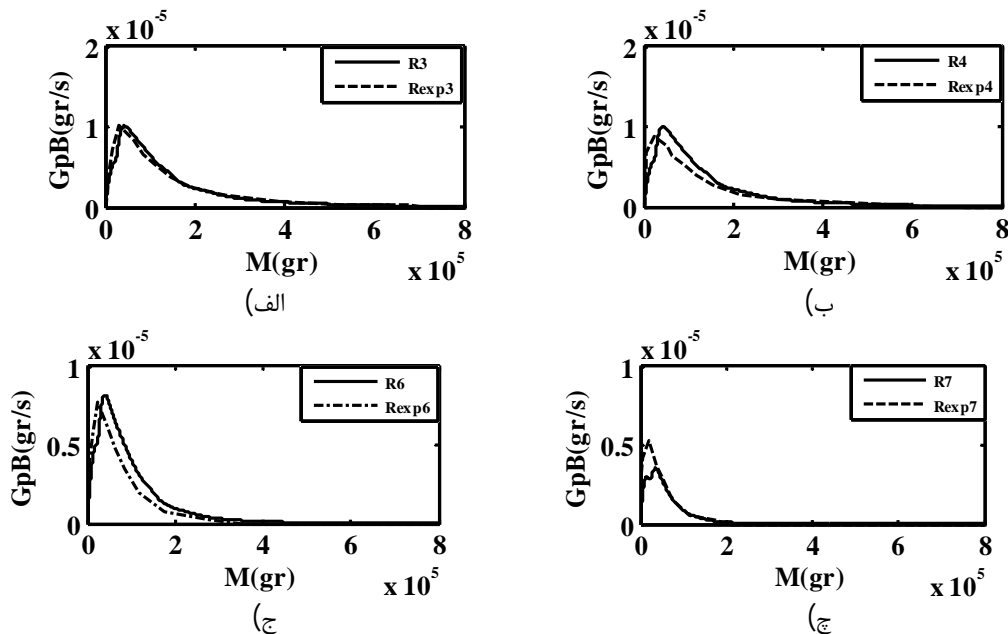 x 10-5
2
1
0
GpB(gr/s)
R3
Rexp3
0 2 4 6 8
M(gr)
x 10^5
الف)
x 10-5
2
1
0
GpB(gr/s)
R4
Rexp4
0 2 4 6 8
M(gr)
x 10^5
ب)
x 10-5
1
0.5
0
GpB(gr/s)
R6
Rexp6
0 2 4 6 8
M(gr)
x 10^5
ج)
x 10-5
1
0.5
0
GpB(gr/s)
R7
Rexp7
0 2 4 6 8
M(gr)
x 10^5
چ)